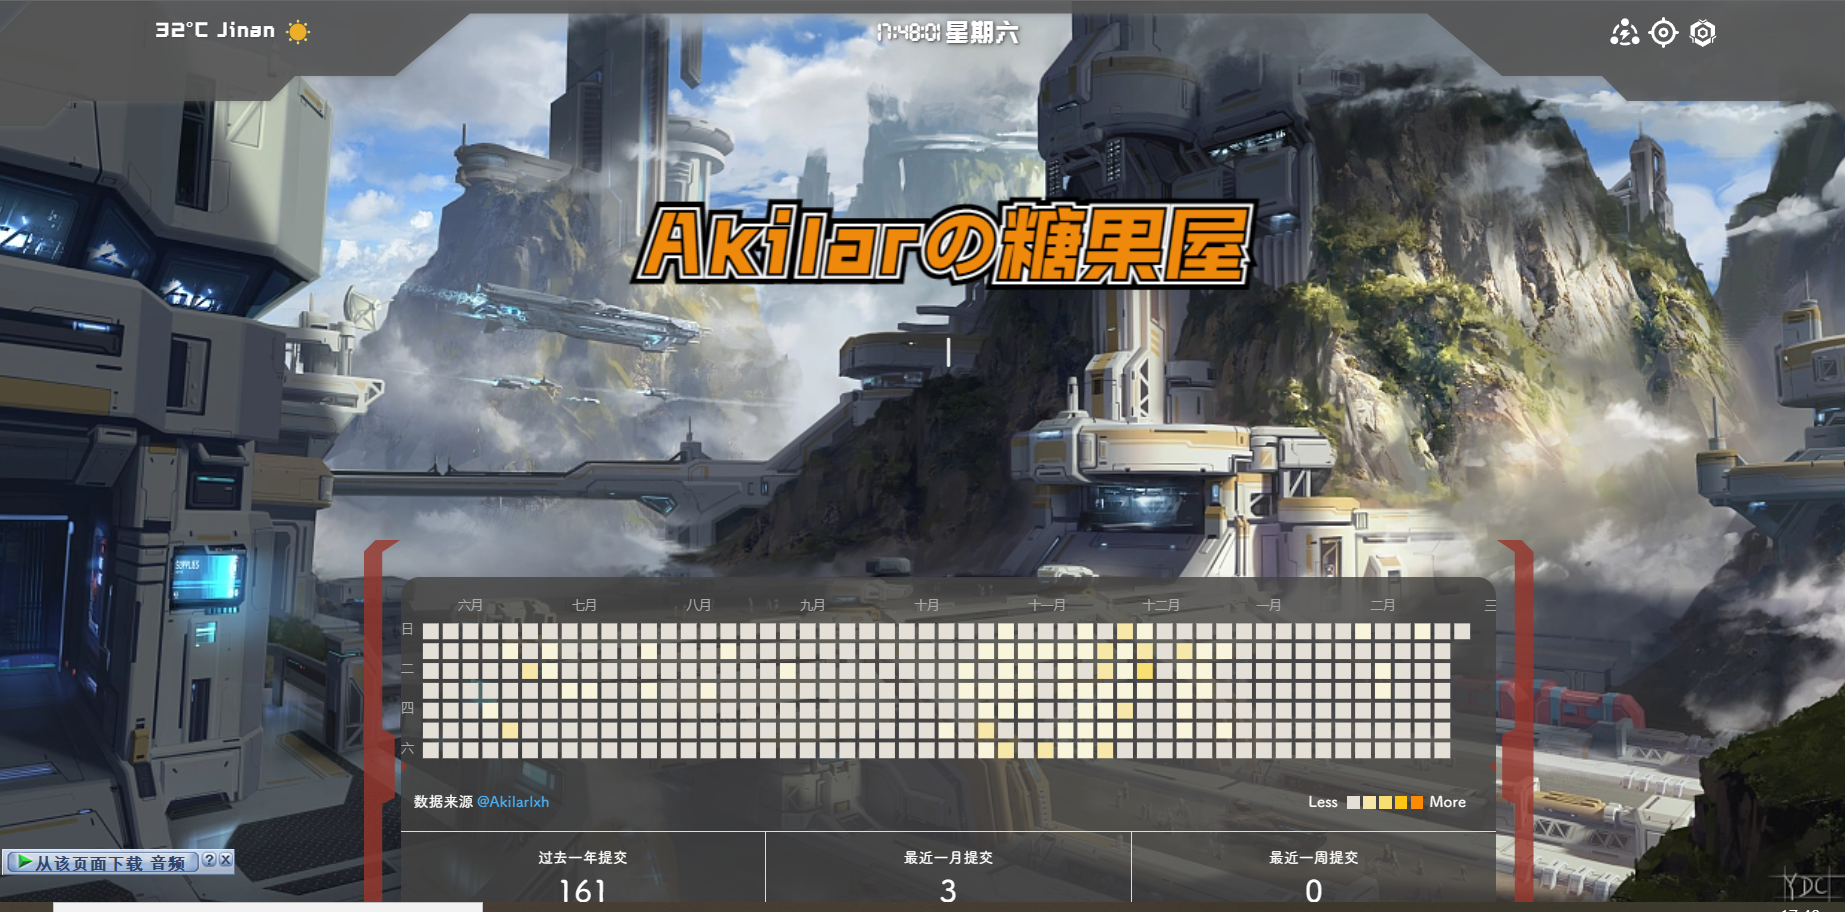 32°C Jinan
17:48:01 星期六
Akilarの糖果屋
SUPPLIES
六月 七月 八月 九月 十月 十一月 十二月 一月 二月 三
日
二
四
六
数据来源 @Akilarlxh
Less More
从该页面下载 音频 ? X
过去一年提交 最近一月提交 最近一周提交
161 3 0
YDC